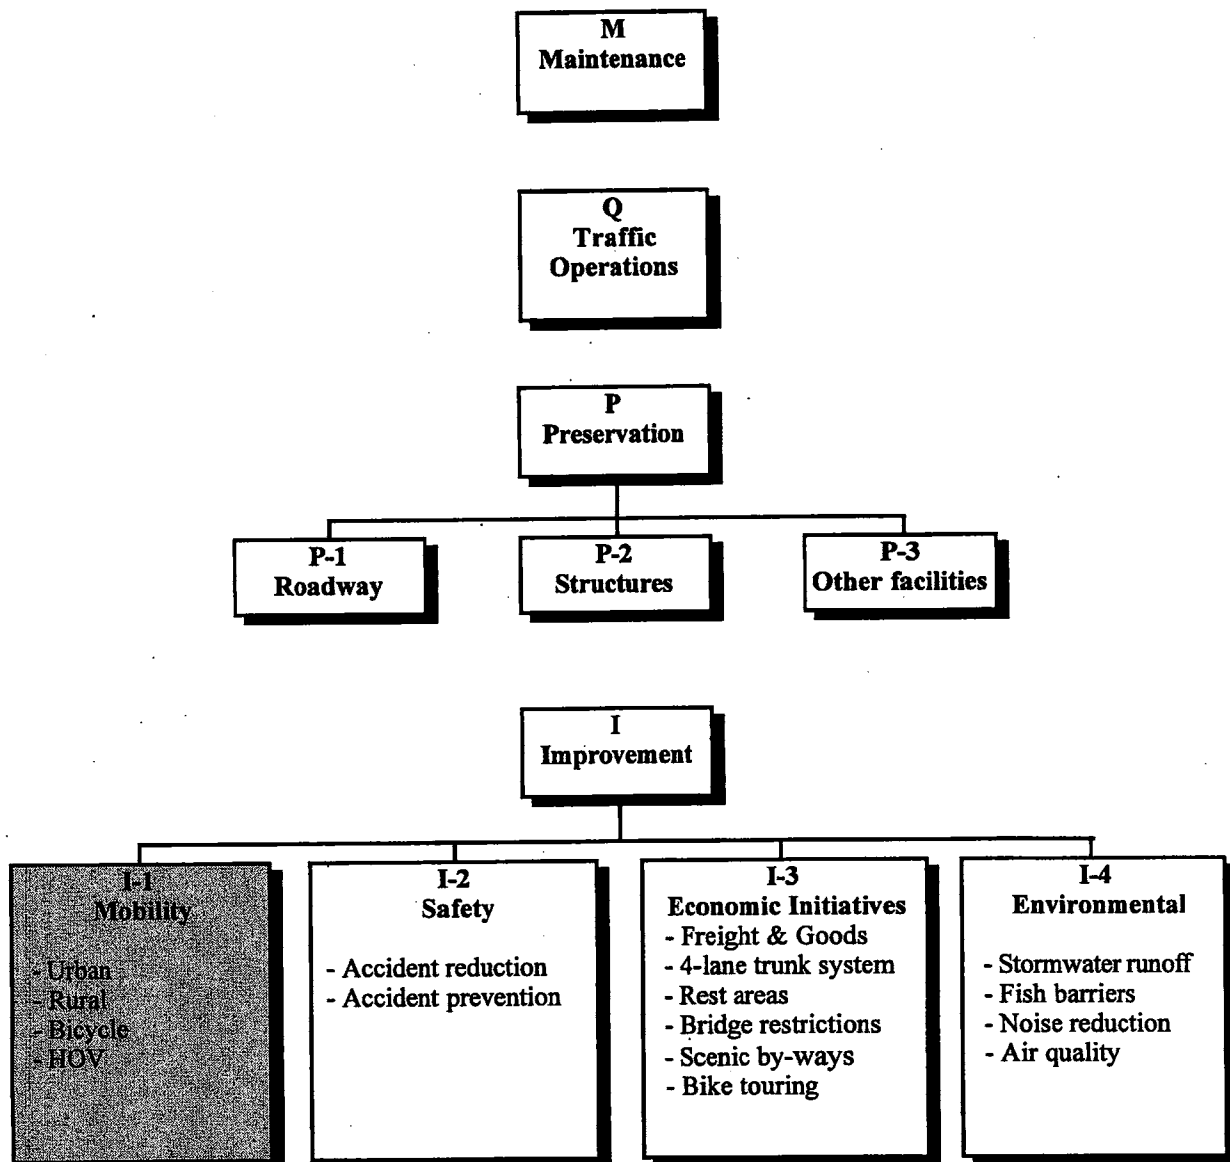 M
Maintenance
Q
Traffic
Operations
P
Preservation
P-1
Roadway
P-2
Structures
P-3
Other facilities
I
Improvement
I-1
Mobility
- Urban
- Rural
- Bicycle
- HOV
I-2
Safety
- Accident reduction
- Accident prevention
I-3
Economic Initiatives
- Freight & Goods
- 4-lane trunk system
- Rest areas
- Bridge restrictions
- Scenic by-ways
- Bike touring
I-4
Environmental
- Stormwater runoff
- Fish barriers
- Noise reduction
- Air quality